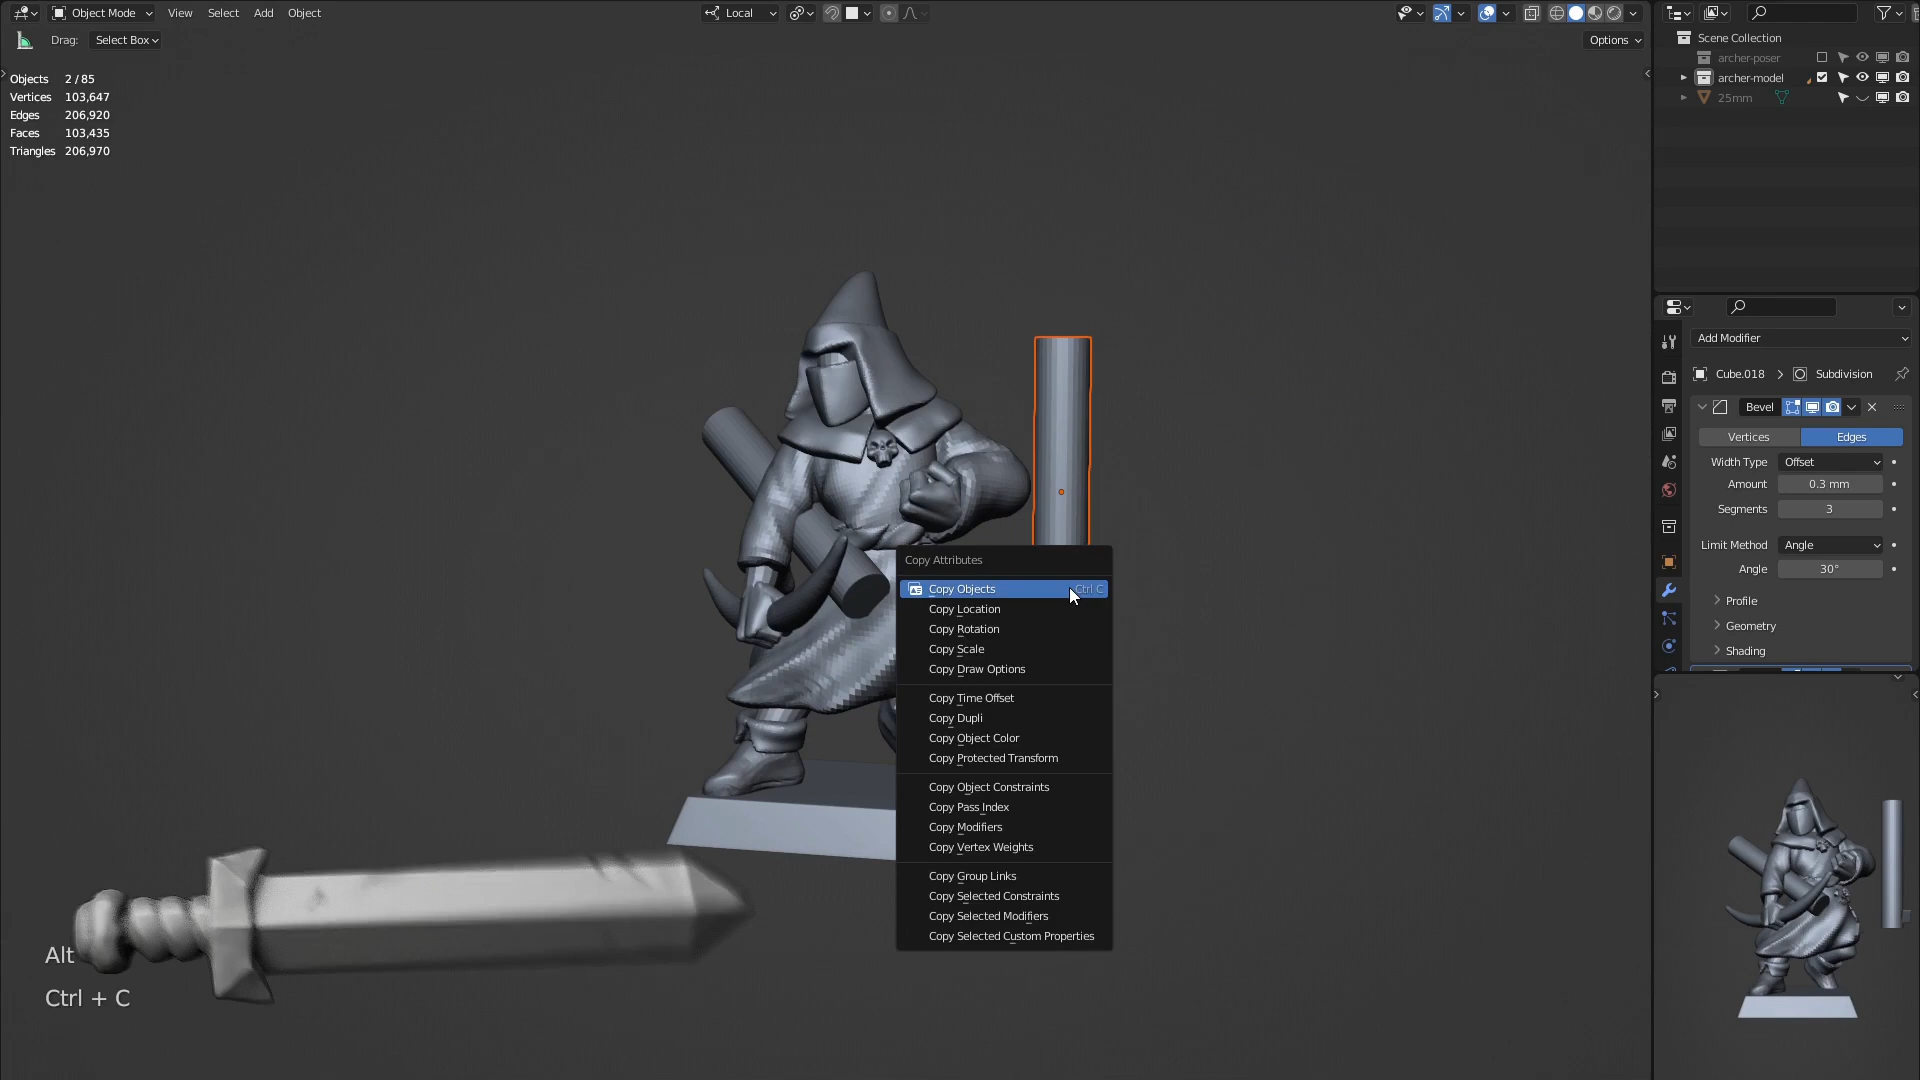 Object Mode View Select Add Object Local
Drag: Select Box Options
Objects 2 / 85
Vertices 103,647
Edges 206,920
Faces 103,435
Triangles 206,970
Scene Collection
archer-poser
archer-model
25mm
Add Modifier
Cube.018 Subdivision
Bevel
Vertices Edges
Width Type Offset
Amount 0.3 mm
Segments 3
Limit Method Angle
Angle 30°
Profile
Geometry
Shading
Copy Attributes
Copy Objects Ctrl C
Copy Location
Copy Rotation
Copy Scale
Copy Draw Options
Copy Time Offset
Copy Dupli
Copy Object Color
Copy Protected Transform
Copy Object Constraints
Copy Pass Index
Copy Modifiers
Copy Vertex Weights
Copy Group Links
Copy Selected Constraints
Copy Selected Modifiers
Copy Selected Custom Properties
Alt
Ctrl + C